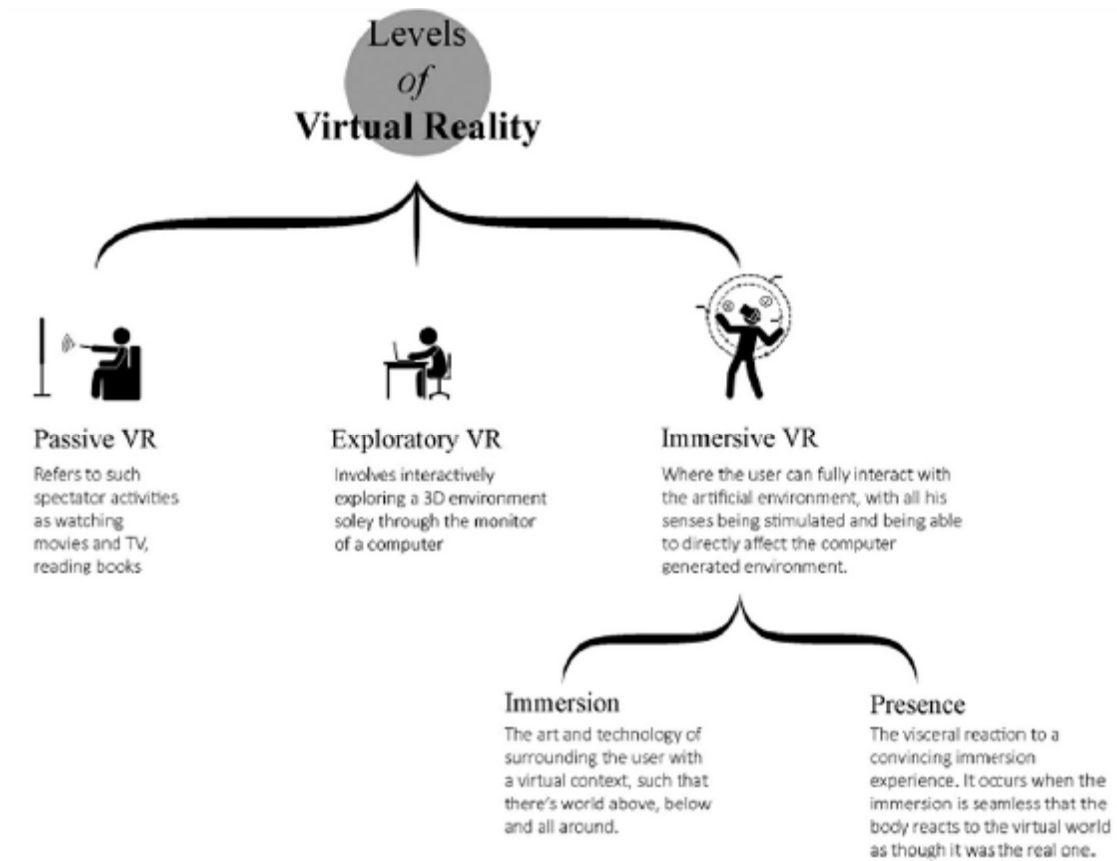 Levels
of
Virtual Reality
Passive VR
Refers to such
spectator activities
as watching
movies and TV,
reading books
Exploratory VR
Involves interactively
exploring a 3D environment
soley through the monitor
of a computer
Immersive VR
Where the user can fully interact with
the artificial environment, with all his
senses being stimulated and being able
to directly affect the computer
generated environment.
Immersion
The art and technology of
surrounding the user with
a virtual context, such that
there's world above, below
and all around.
Presence
The visceral reaction to a
convincing immersion
experience. It occurs when the
immersion is seamless that the
body reacts to the virtual world
as though it was the real one.